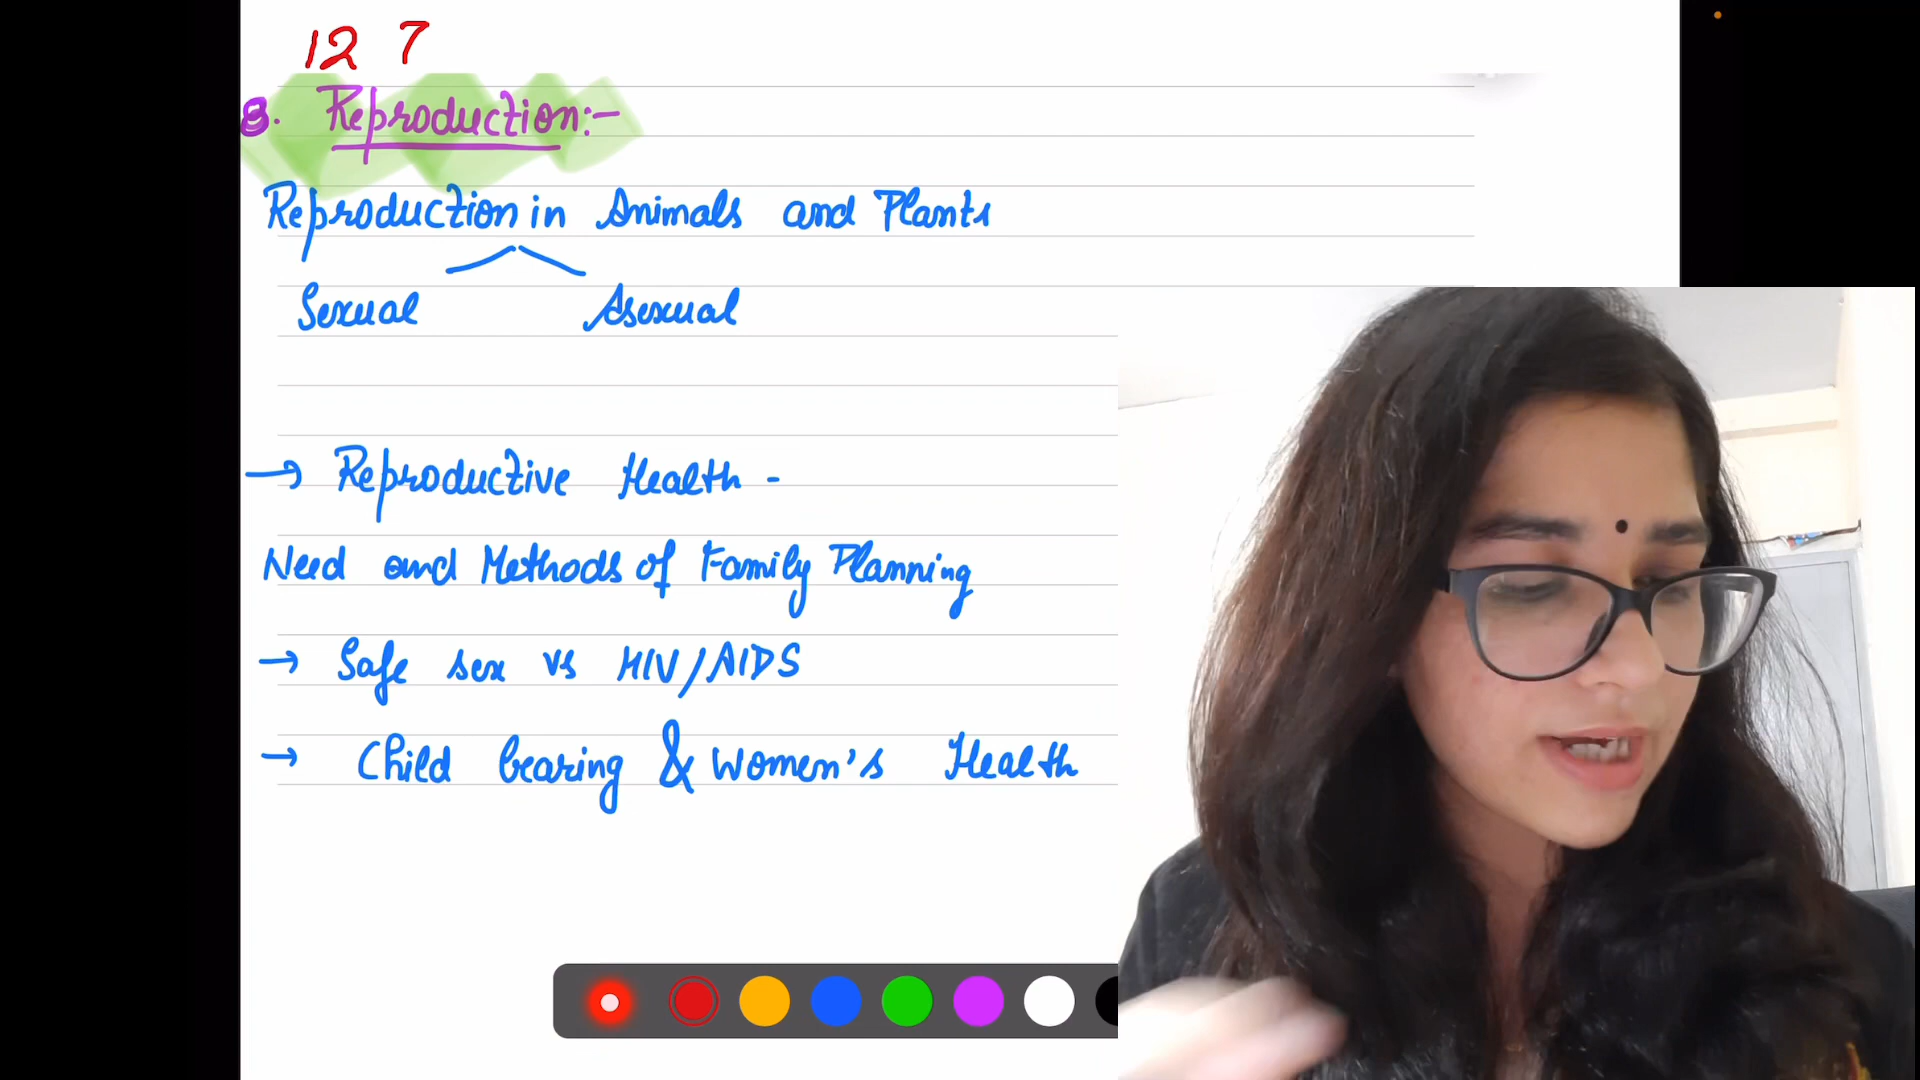 12 7
8. Reproduction:-
Reproduction in Animals and Plants
Sexual Asexual
→ Reproductive Health -
Need and Methods of Family Planning
→ Safe sex vs HIV/AIDS
→ Child bearing & Women's Health